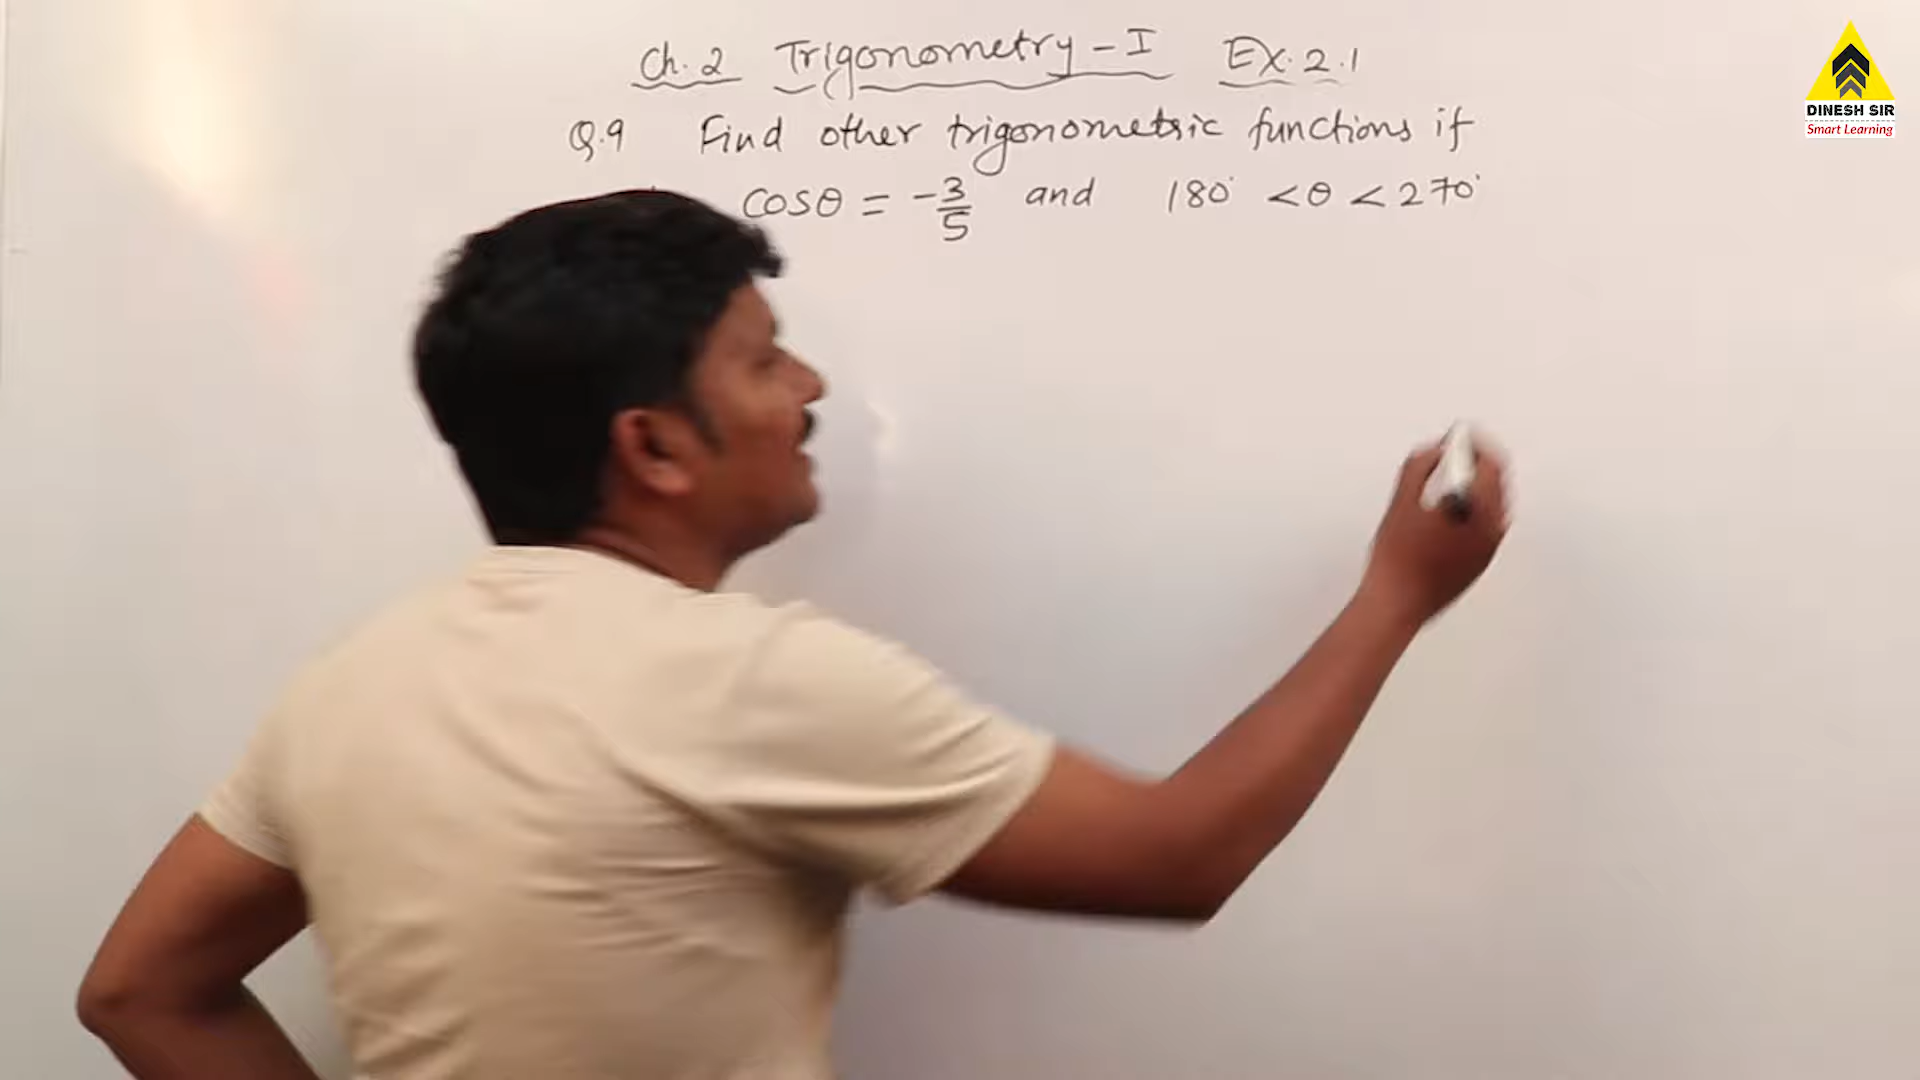 Ch. 2 Trigonometry - I Ex. 2.1
Q.9 Find other trigonometric functions if
cosθ = -3/5 and 180° < θ < 270°
DINESH SIR
Smart Learning